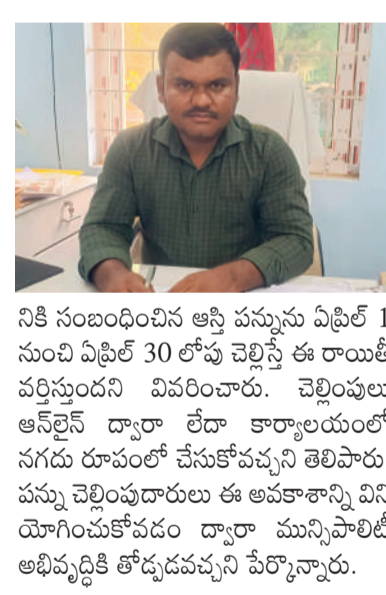 నికి సంబంధించిన ఆస్తి పన్నును ఏప్రిల్ 1
నుంచి ఏప్రిల్ 30 లోపు చెల్లిస్తే ఈ రాయితీ
వర్తిస్తుందని వివరించారు. చెల్లింపులు
ఆన్‌లైన్ ద్వారా లేదా కార్యాలయంలో
నగదు రూపంలో చేసుకోవచ్చని తెలిపారు
పన్ను చెల్లింపుదారులు ఈ అవకాశాన్ని విని
యోగించుకోవడం ద్వారా మున్సిపాలిటీ
అభివృద్ధికి తోడ్పడవచ్చని పేర్కొన్నారు.